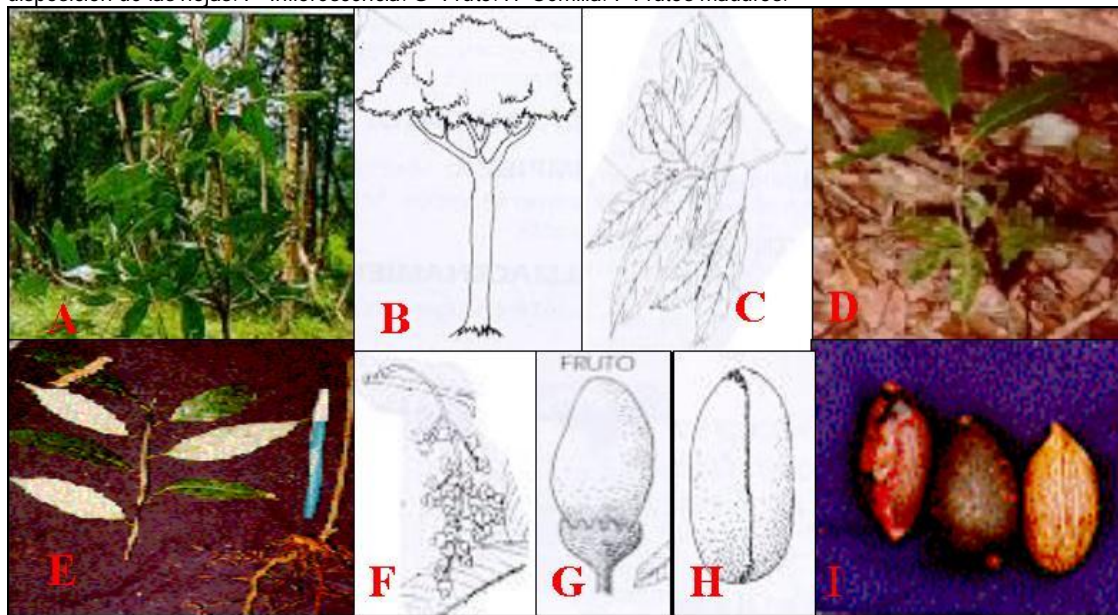 disposición de las hojas. F- Inflorescencia. G- Fruto. H- Semilla. I- Frutos maduros.
A
B
C
D
E
F
FRUTO
G
H
I